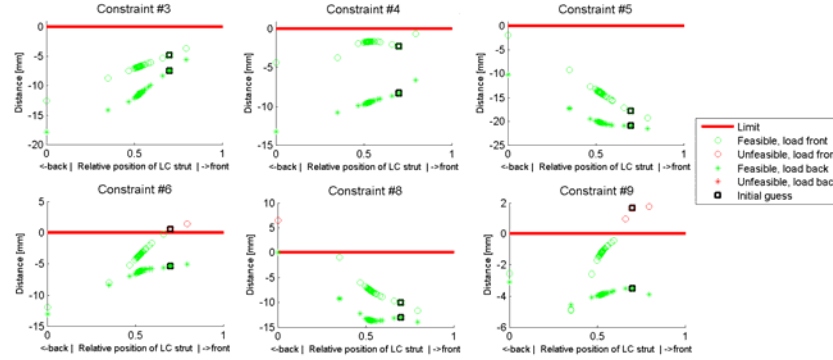 Constraint #3
0
-5
-10
-15
-20
Distance [mm]
0
0.5
1
<-back | Relative position of LC strut | ->front
Constraint #4
0
-5
-10
-15
Distance [mm]
0
0.5
1
<-back | Relative position of LC strut | ->front
Constraint #5
0
-5
-10
-15
-20
-25
Distance [mm]
0
0.5
1
<-back | Relative position of LC strut | ->front
Limit
Feasible, load front
Unfeasible, load front
Feasible, load back
Unfeasible, load back
Initial guess
Constraint #6
5
0
-5
-10
-15
Distance [mm]
0
0.5
1
<-back | Relative position of LC strut | ->front
Constraint #8
10
5
0
-5
-10
-15
Distance [mm]
0
0.5
1
<-back | Relative position of LC strut | ->front
Constraint #9
2
0
-2
-4
-6
Distance [mm]
0
0.5
1
<-back | Relative position of LC strut | ->front